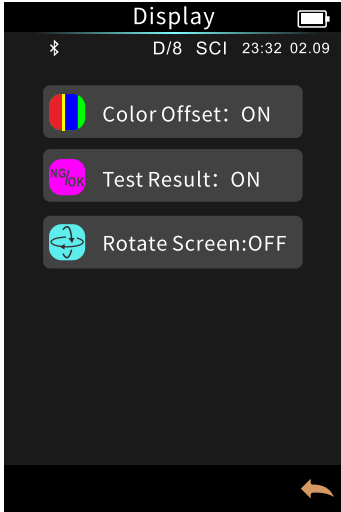 Display
D/8 SCI 23:32 02.09
Color Offset: ON
NG/OK Test Result: ON
Rotate Screen:OFF